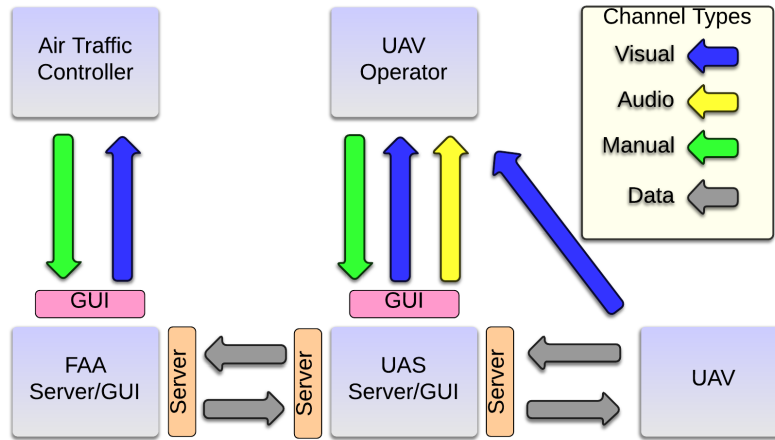 Air Traffic
Controller
UAV
Operator
Channel Types
Visual
Audio
Manual
Data
GUI
GUI
FAA
Server/GUI
Server
Server
UAS
Server/GUI
Server
UAV